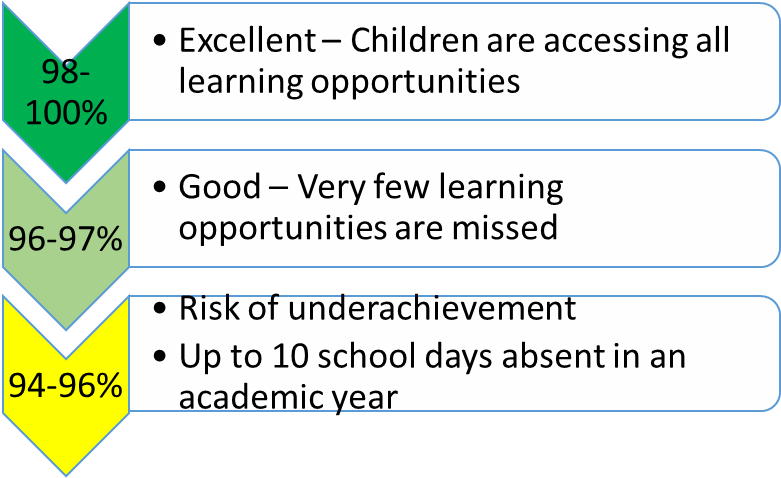 98-
100%
• Excellent – Children are accessing all
learning opportunities
96-97%
• Good – Very few learning
opportunities are missed
94-96%
• Risk of underachievement
• Up to 10 school days absent in an
academic year